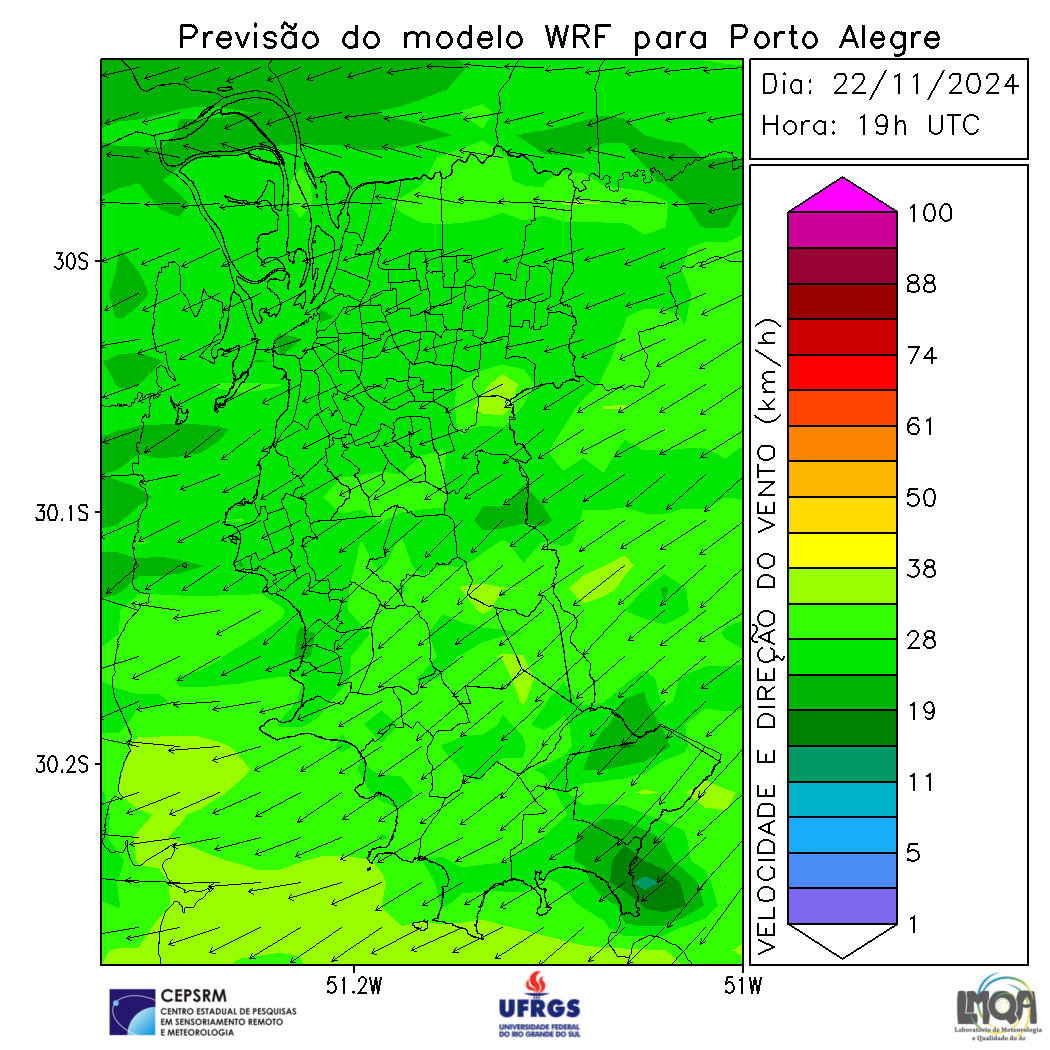 Previsão do modelo WRF para Porto Alegre
Dia: 22/11/2024
Hora: 19h UTC
30S
30.1S
30.2S
51.2W
51W
VELOCIDADE E DIREÇÃO DO VENTO (km/h)
100
88
74
61
50
38
28
19
11
5
1
CEPSRM
CENTRO ESTADUAL DE PESQUISAS
EM SENSORIAMENTO REMOTO
E METEOROLOGIA
UFRGS
UNIVERSIDADE FEDERAL
DO RIO GRANDE DO SUL
LMQA
Laboratório de Meteorologia
e Qualidade do Ar